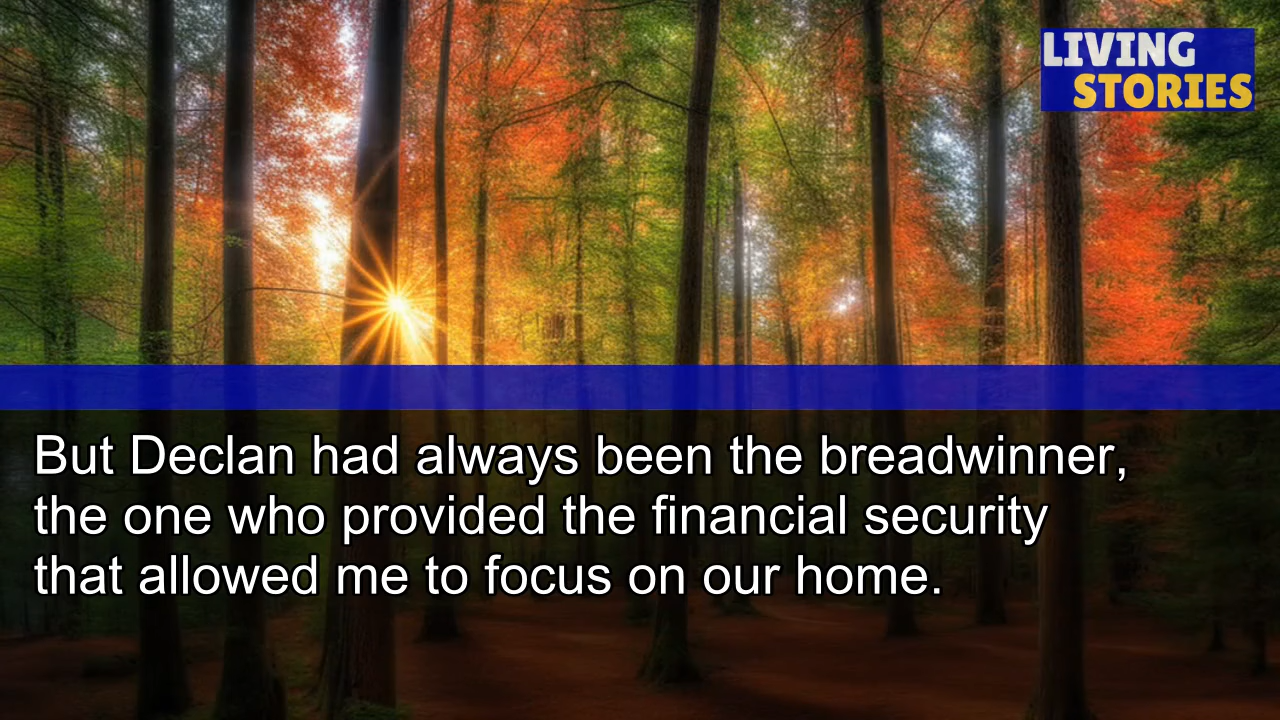 LIVING
STORIES
But Declan had always been the breadwinner,
the one who provided the financial security
that allowed me to focus on our home.